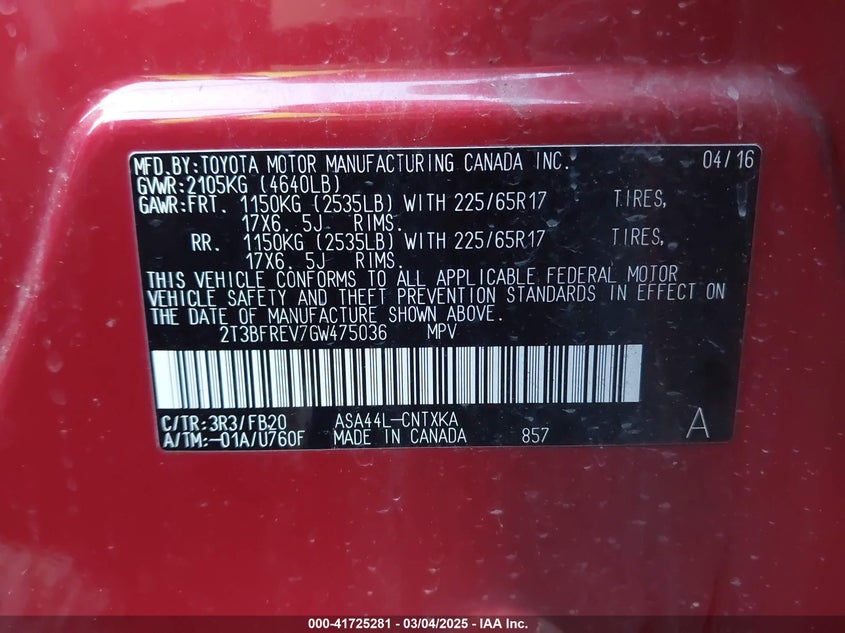 MFD.BY:TOYOTA MOTOR MANUFACTURING CANADA INC. 04/16
GVWR:2105KG (4640LB)
GAWR:FRT. 1150KG (2535LB) WITH 225/65R17 TIRES,
17X6. 5J RIMS.
RR. 1150KG (2535LB) WITH 225/65R17 TIRES,
17X6. 5J RIMS.
THIS VEHICLE CONFORMS TO ALL APPLICABLE FEDERAL MOTOR
VEHICLE SAFETY AND THEFT PREVENTION STANDARDS IN EFFECT ON
THE DATE OF MANUFACTURE SHOWN ABOVE.
2T3BFREV7GW475036 MPV
C/TR:3R3/FB20 ASA44L-CNTXKA
A/TM:-01A/U760F MADE IN CANADA 857 A
000-41725281 - 03/04/2025 - IAA Inc.